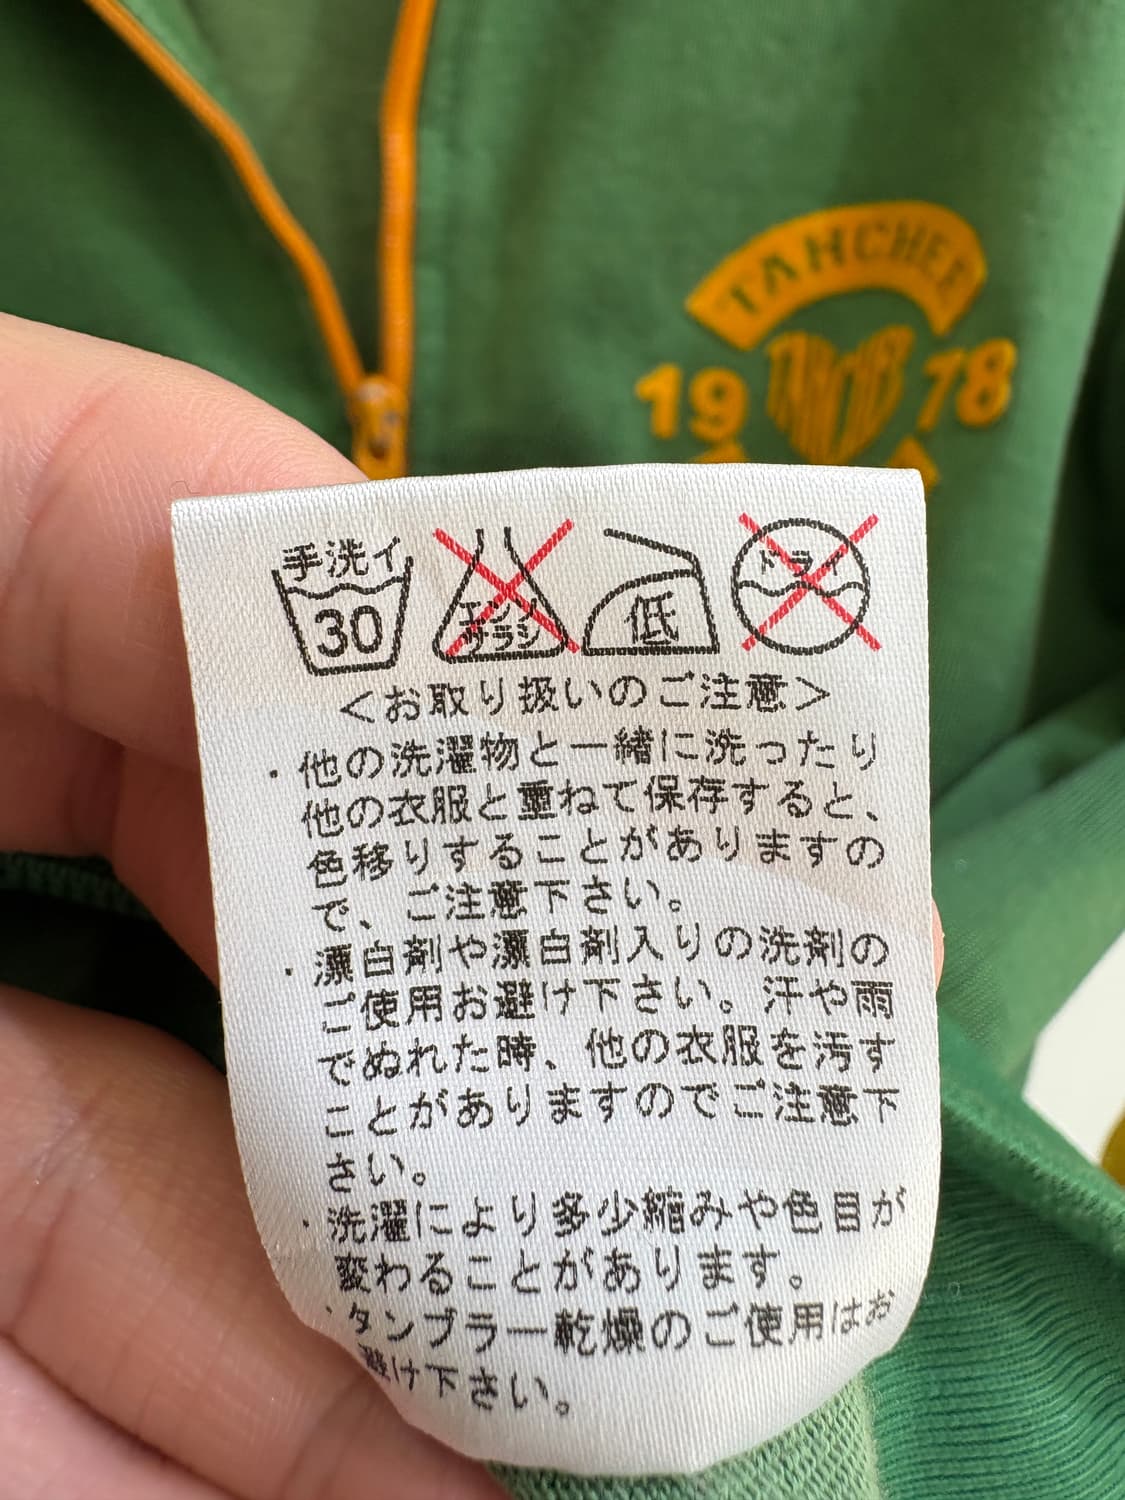 TAHCHEE
19 78
手洗イ
30
エンソ
サラシ
低
ドライ
<お取り扱いのご注意>
・他の洗濯物と一緒に洗ったり
他の衣服と重ねて保存すると、
色移りすることがありますの
で、ご注意下さい。
・漂白剤や漂白剤入りの洗剤の
ご使用お避け下さい。汗や雨
でぬれた時、他の衣服を汚す
ことがありますのでご注意下
さい。
・洗濯により多少縮みや色目が
変わることがあります。
・タンブラー乾燥のご使用はお
避け下さい。